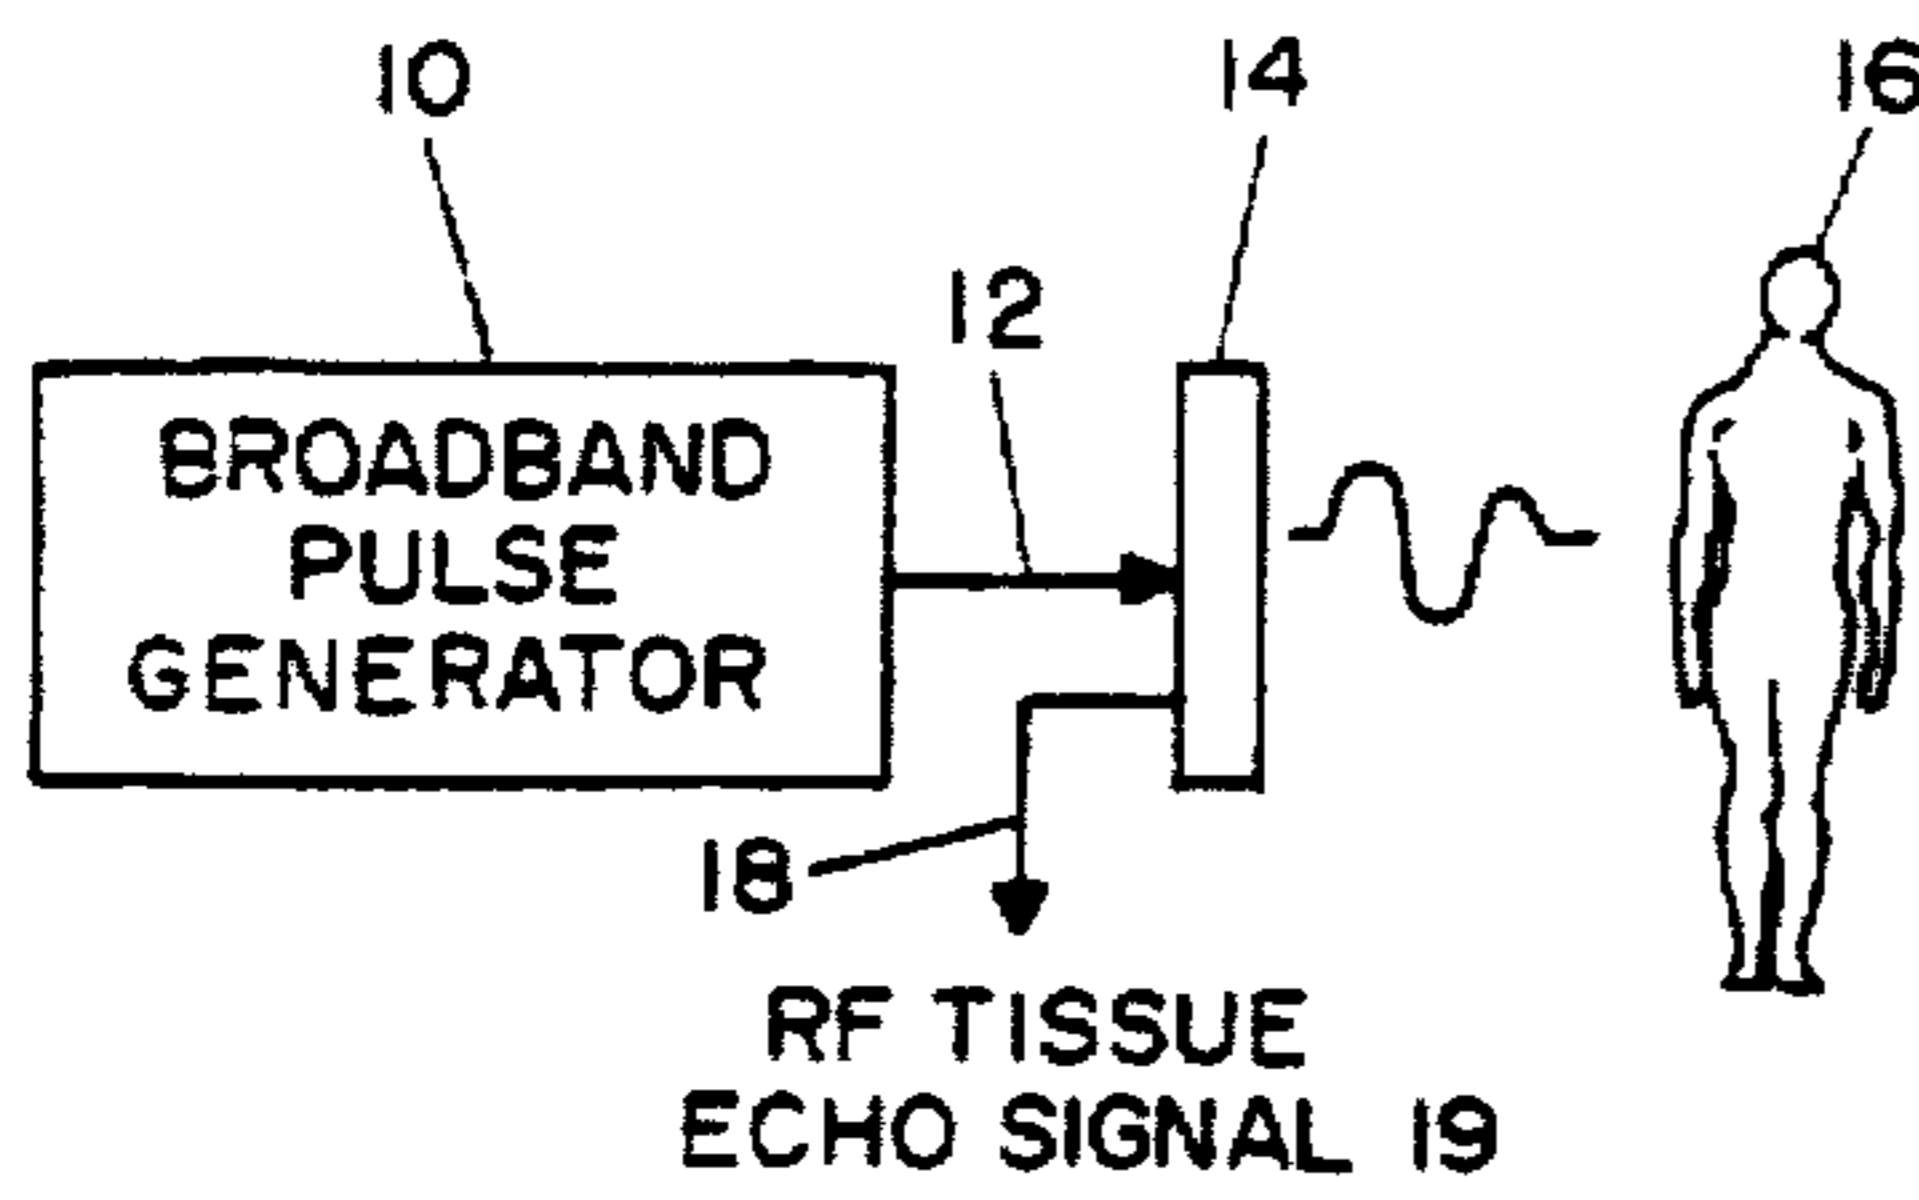 10
14
16
12
BROADBAND
PULSE
GENERATOR
18
RF TISSUE
ECHO SIGNAL 19